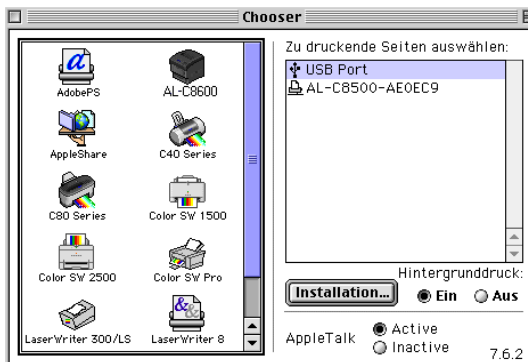 Chooser
AdobePS
AL-C8600
AppleShare
C40 Series
C80 Series
Color SW 1500
Color SW 2500
Color SW Pro
LaserWriter 300/LS
LaserWriter 8
Zu druckende Seiten auswählen:
USB Port
AL-C8500-AE0EC9
Hintergrunddruck:
Installation...
Ein
Aus
AppleTalk
Active
Inactive
7.6.2